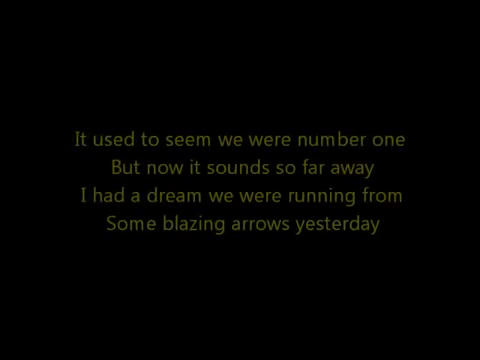 It used to seem we were number one
But now it sounds so far away
I had a dream we were running from
Some blazing arrows yesterday